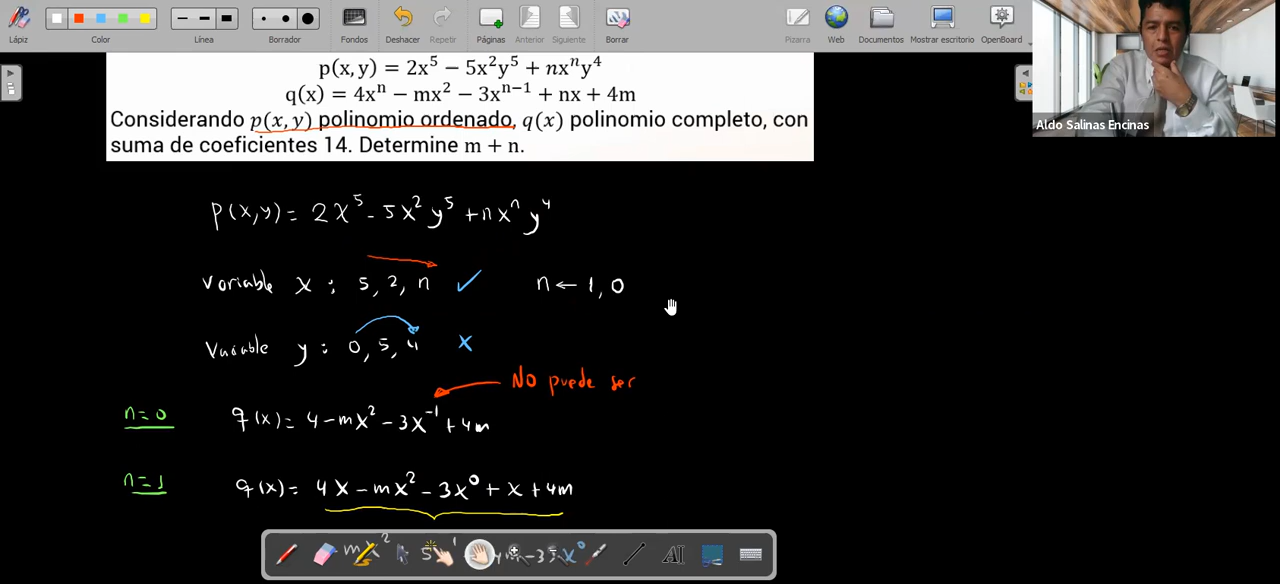 Lápiz
Color
Línea
Borrador
Fondos
Deshacer
Repetir
Páginas
Anterior
Siguiente
Borrar
Pizarra
Web
Documentos
Mostrar escritorio
OpenBoard
p(x,y) = 2x⁵ − 5x²y⁵ + nxⁿy⁴
q(x) = 4xⁿ − mx² − 3xⁿ⁻¹ + nx + 4m
Considerando p(x,y) polinomio ordenado, q(x) polinomio completo, con
suma de coeficientes 14. Determine m + n.
Aldo Salinas Encinas
p(x,y) = 2x⁵ - 5x²y⁵ + nxⁿy⁴
Variable x : 5, 2, n ✓ n ← 1, 0
Variable y : 0, 5, 4 x
No puede ser
n=0 q(x) = 4 - mx² - 3x⁻¹ + 4m
n=1 q(x) = 4x - mx² - 3x⁰ + x + 4m